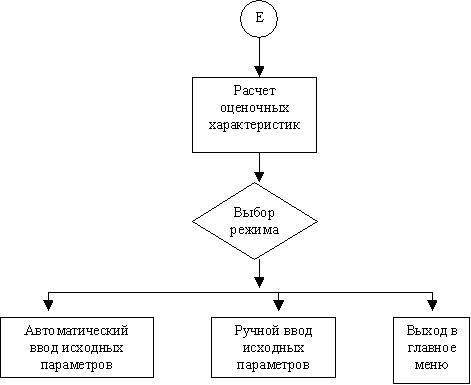 Е
Расчет
оценочных
характеристик
Выбор
режима
Автоматический
ввод исходных
параметров
Ручной ввод
исходных
параметров
Выход в
главное
меню